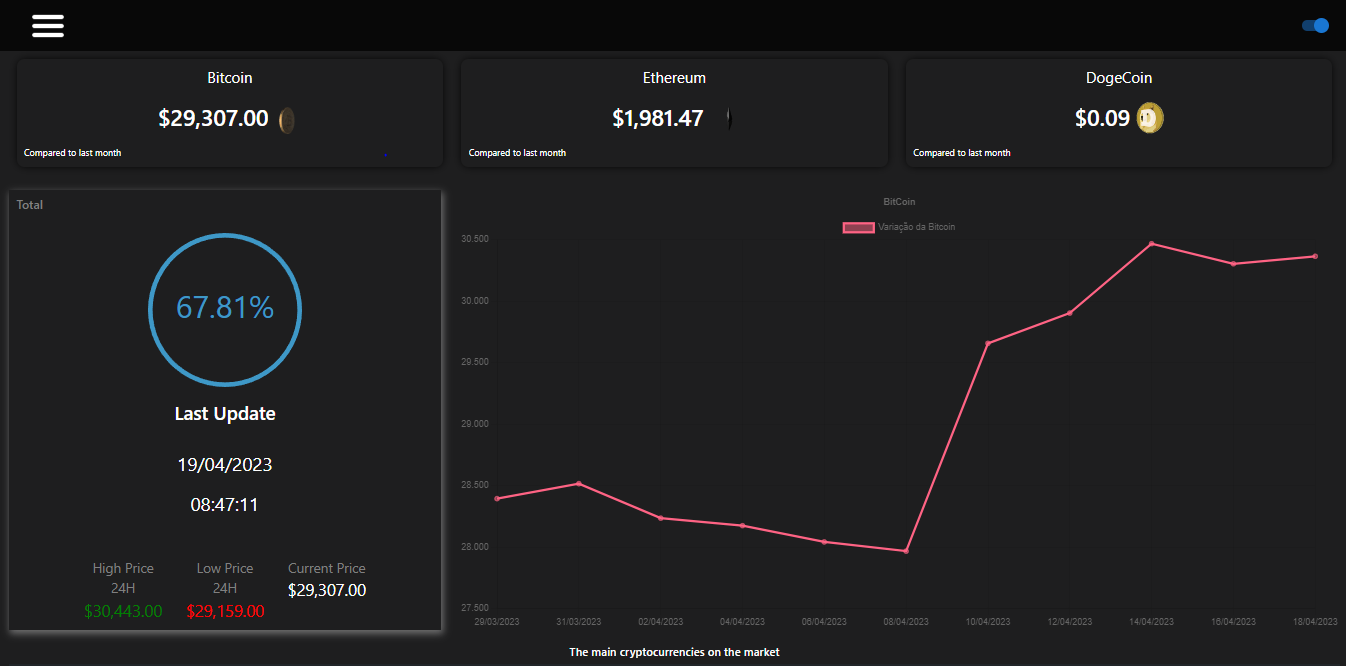 Bitcoin
$29,307.00
Compared to last month
Ethereum
$1,981.47
Compared to last month
DogeCoin
$0.09
Compared to last month
Total
67.81%
Last Update
19/04/2023
08:47:11
High Price
24H
$30,443.00
Low Price
24H
$29,159.00
Current Price
$29,307.00
BitCoin
Variação da Bitcoin
30.500
30.000
29.500
29.000
28.500
28.000
27.500
29/03/2023 31/03/2023 02/04/2023 04/04/2023 06/04/2023 08/04/2023 10/04/2023 12/04/2023 14/04/2023 16/04/2023 18/04/2023
The main cryptocurrencies on the market